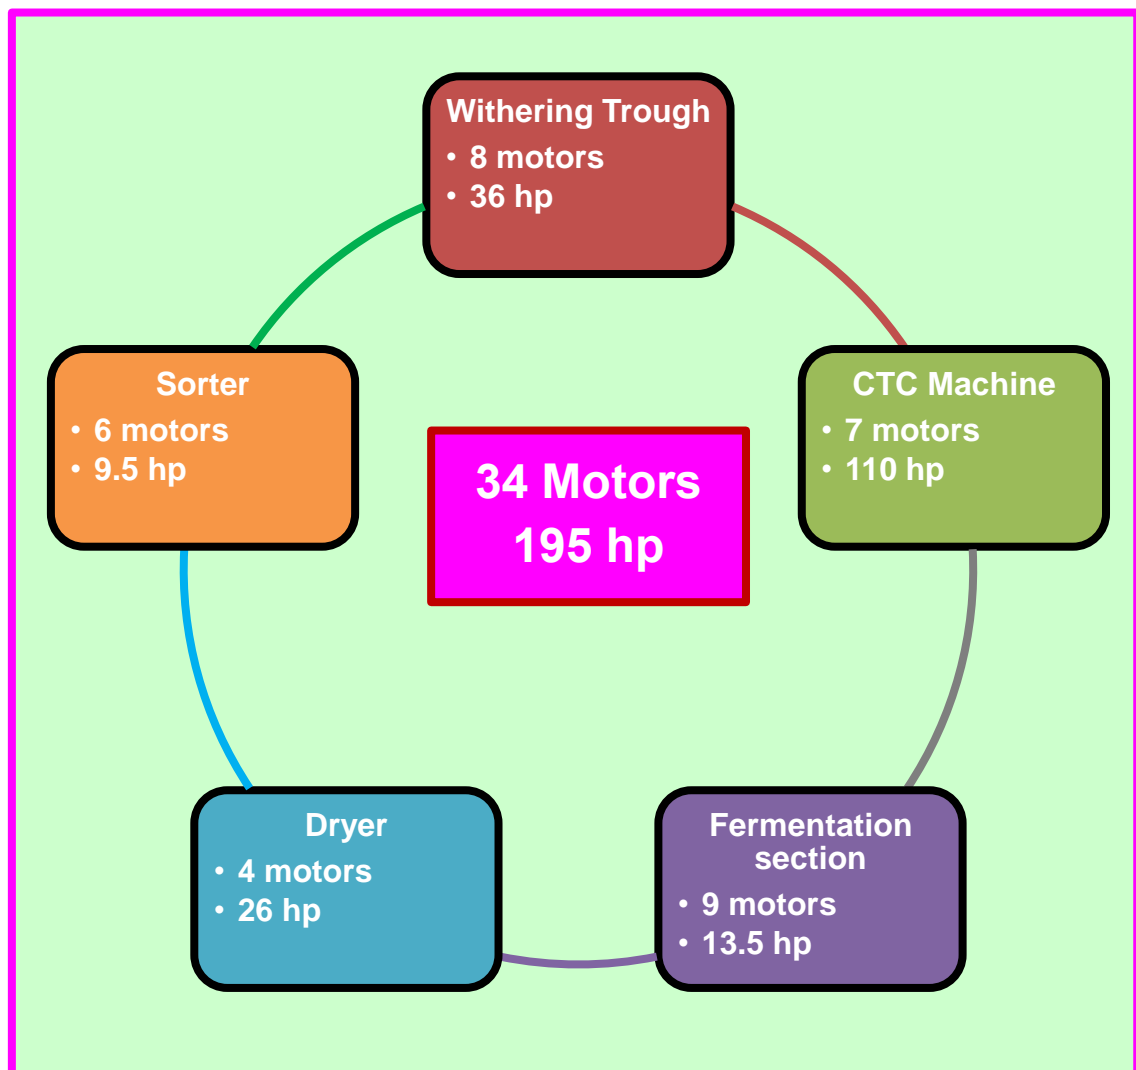 Withering Trough
• 8 motors
• 36 hp
Sorter
• 6 motors
• 9.5 hp
CTC Machine
• 7 motors
• 110 hp
34 Motors
195 hp
Dryer
• 4 motors
• 26 hp
Fermentation
section
• 9 motors
• 13.5 hp